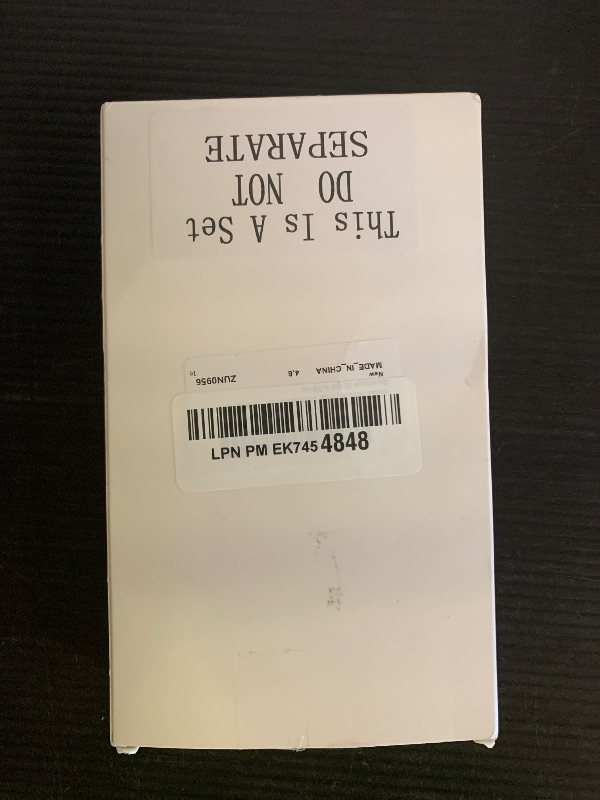 This Is A Set
DO NOT
SEPARATE
New
MADE_IN_CHINA 4,6 ZUN0956
LPN PM EK745 4848